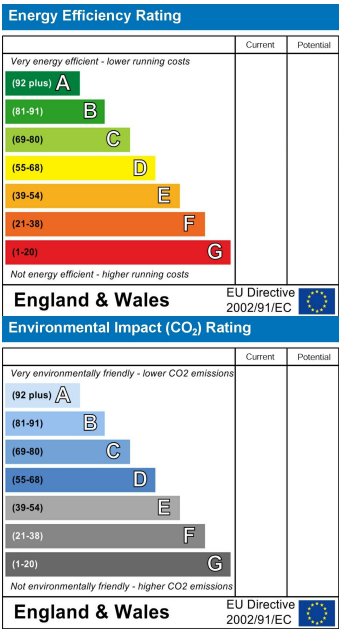 Energy Efficiency Rating
Current Potential
Very energy efficient - lower running costs
(92 plus) A
(81-91) B
(69-80) C
(55-68) D
(39-54) E
(21-38) F
(1-20) G
Not energy efficient - higher running costs
England & Wales
EU Directive
2002/91/EC
Environmental Impact (CO₂) Rating
Current Potential
Very environmentally friendly - lower CO2 emissions
(92 plus) A
(81-91) B
(69-80) C
(55-68) D
(39-54) E
(21-38) F
(1-20) G
Not environmentally friendly - higher CO2 emissions
England & Wales
EU Directive
2002/91/EC